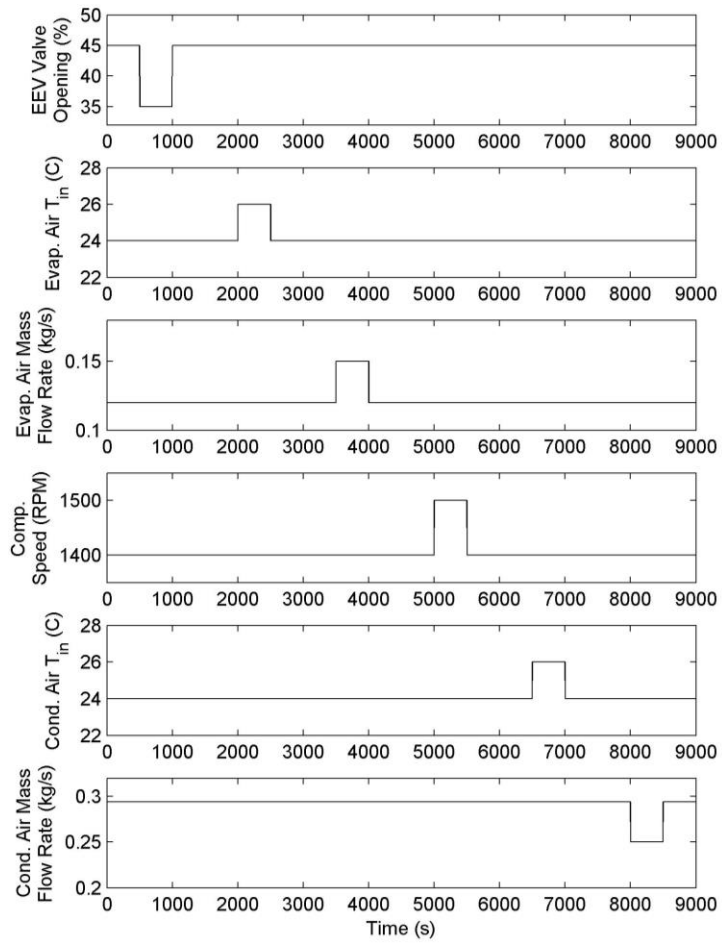 EEV Valve
Opening (%)
50
45
40
35
0 1000 2000 3000 4000 5000 6000 7000 8000 9000
Evap. Air T_in (C)
28
26
24
22
0 1000 2000 3000 4000 5000 6000 7000 8000 9000
Evap. Air Mass
Flow Rate (kg/s)
0.15
0.1
0 1000 2000 3000 4000 5000 6000 7000 8000 9000
Comp.
Speed (RPM)
1500
1400
0 1000 2000 3000 4000 5000 6000 7000 8000 9000
Cond. Air T_in (C)
28
26
24
22
0 1000 2000 3000 4000 5000 6000 7000 8000 9000
Cond. Air Mass
Flow Rate (kg/s)
0.3
0.25
0.2
0 1000 2000 3000 4000 5000 6000 7000 8000 9000
Time (s)